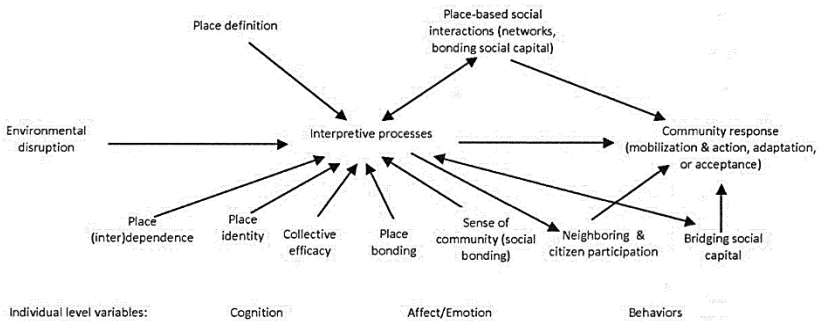 Place definition
Place-based social
interactions (networks,
bonding social capital)
Environmental
disruption
Interpretive processes
Community response
(mobilization & action, adaptation,
or acceptance)
Place
(inter)dependence
Place
identity
Collective
efficacy
Place
bonding
Sense of
community (social
bonding)
Neighboring &
citizen participation
Bridging social
capital
Individual level variables: Cognition Affect/Emotion Behaviors